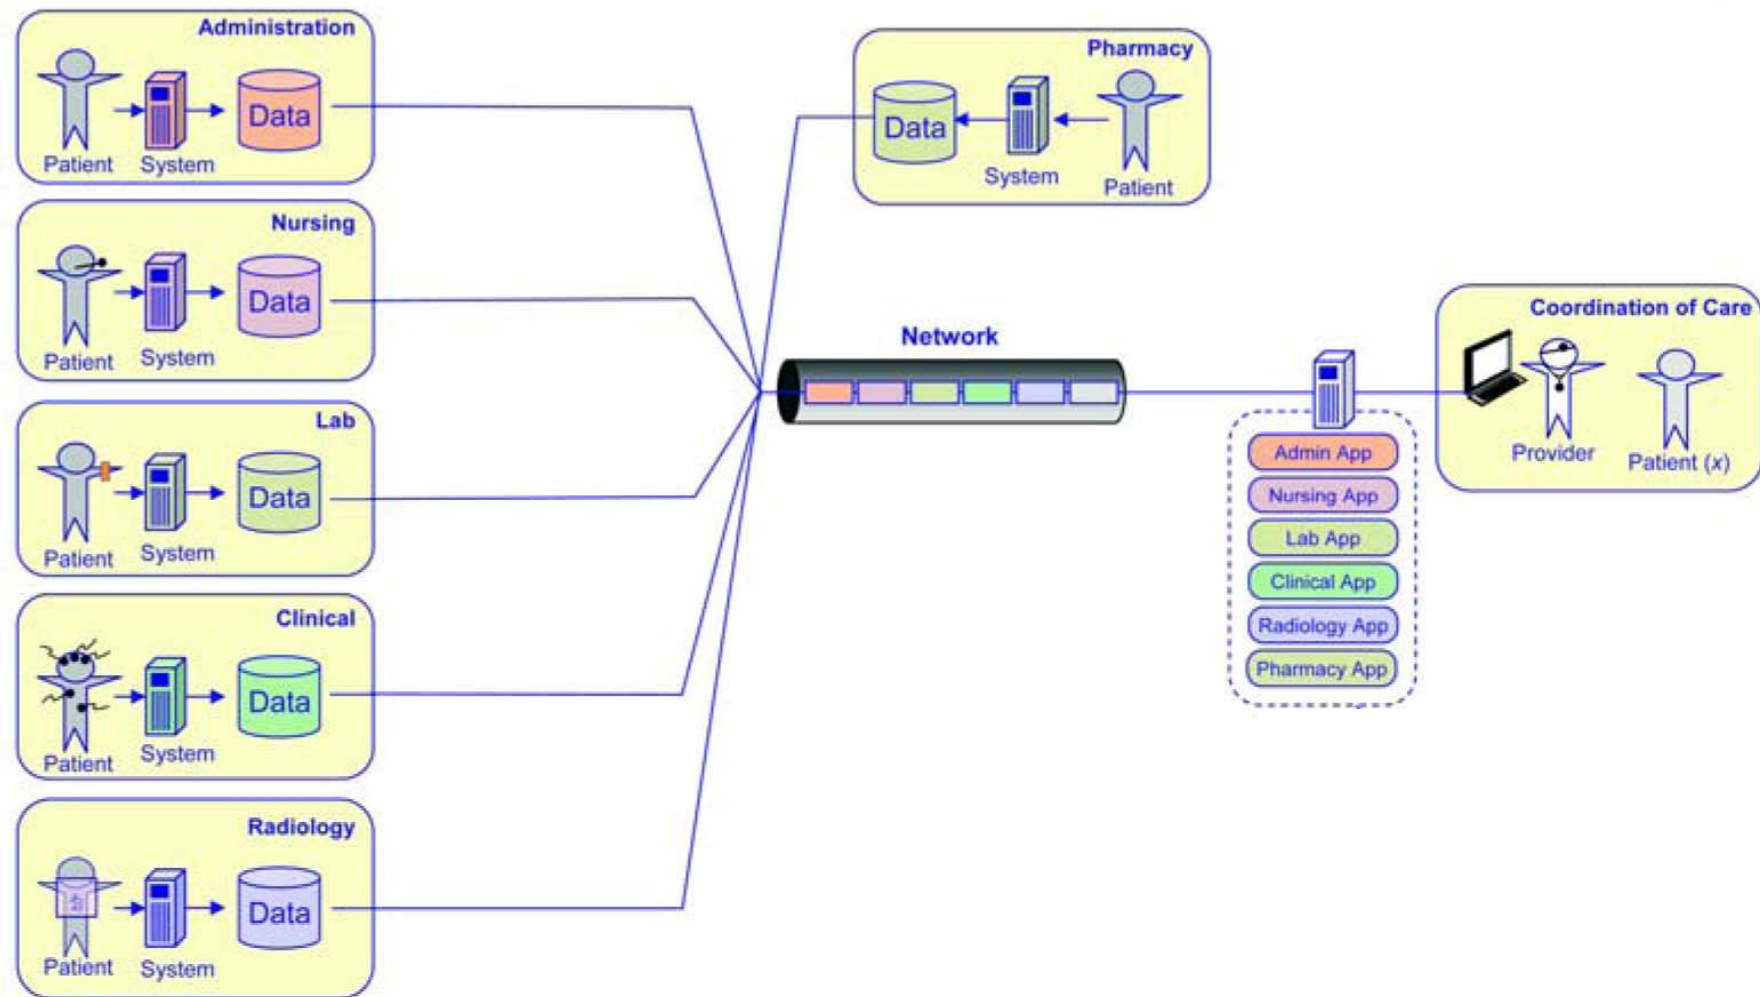 Administration
Data
Patient
System
Nursing
Data
Patient
System
Lab
Data
Patient
System
Clinical
Data
Patient
System
Radiology
Data
Patient
System
Pharmacy
Data
System
Patient
Network
Admin App
Nursing App
Lab App
Clinical App
Radiology App
Pharmacy App
Coordination of Care
Provider
Patient (x)